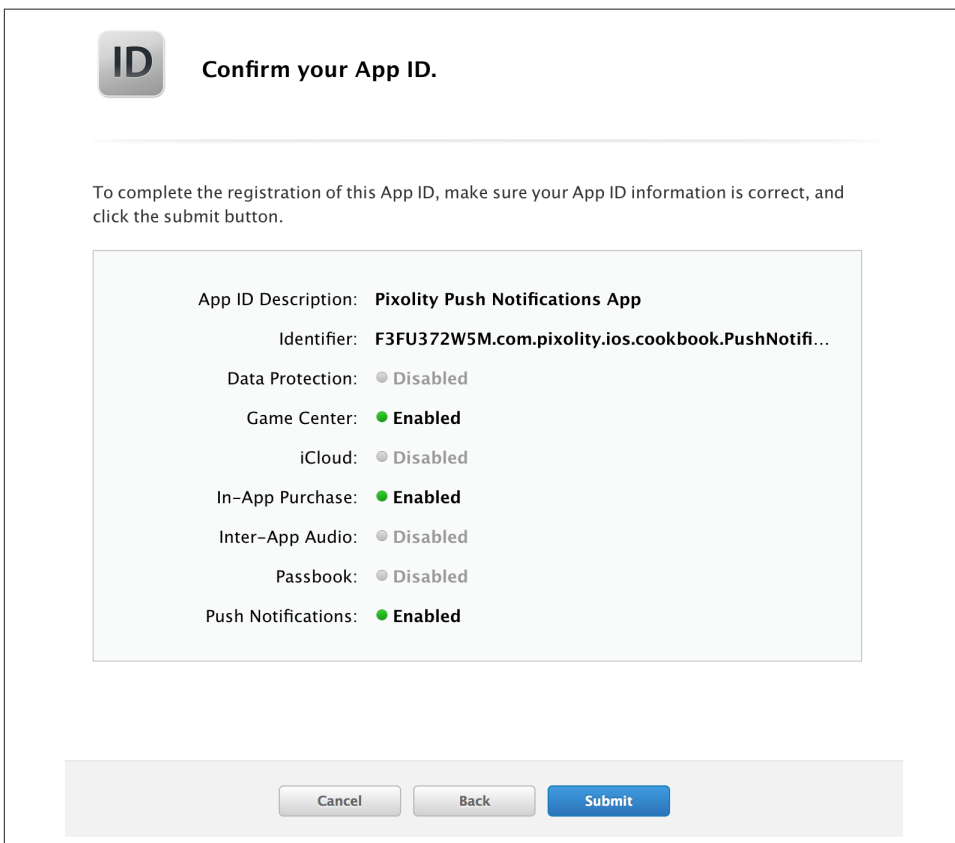 ID
Confirm your App ID.
To complete the registration of this App ID, make sure your App ID information is correct, and
click the submit button.
App ID Description: Pixolity Push Notifications App
Identifier: F3FU372W5M.com.pixolity.ios.cookbook.PushNotifi...
Data Protection: Disabled
Game Center: Enabled
iCloud: Disabled
In-App Purchase: Enabled
Inter-App Audio: Disabled
Passbook: Disabled
Push Notifications: Enabled
Cancel Back Submit